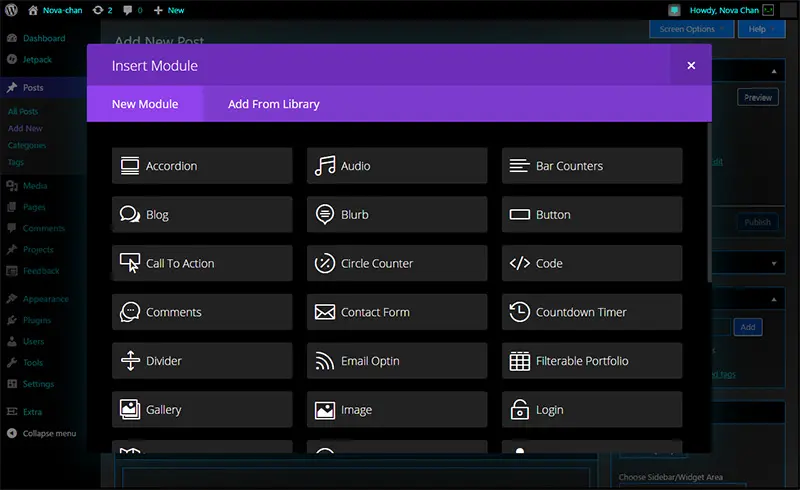 Nova-chan
2
0
New
Howdy, Nova Chan
Dashboard
Jetpack
Posts
All Posts
Add New
Categories
Tags
Media
Pages
Comments
Projects
Feedback
Appearance
Plugins
Users
Tools
Settings
Extra
Collapse menu
Add New Post
Screen Options
Help
Insert Module
×
New Module
Add From Library
Accordion
Audio
Bar Counters
Blog
Blurb
Button
Call To Action
Circle Counter
Code
Comments
Contact Form
Countdown Timer
Divider
Email Optin
Filterable Portfolio
Gallery
Image
Login
Preview
Publish
Add
tags
Choose Sidebar/Widget Area